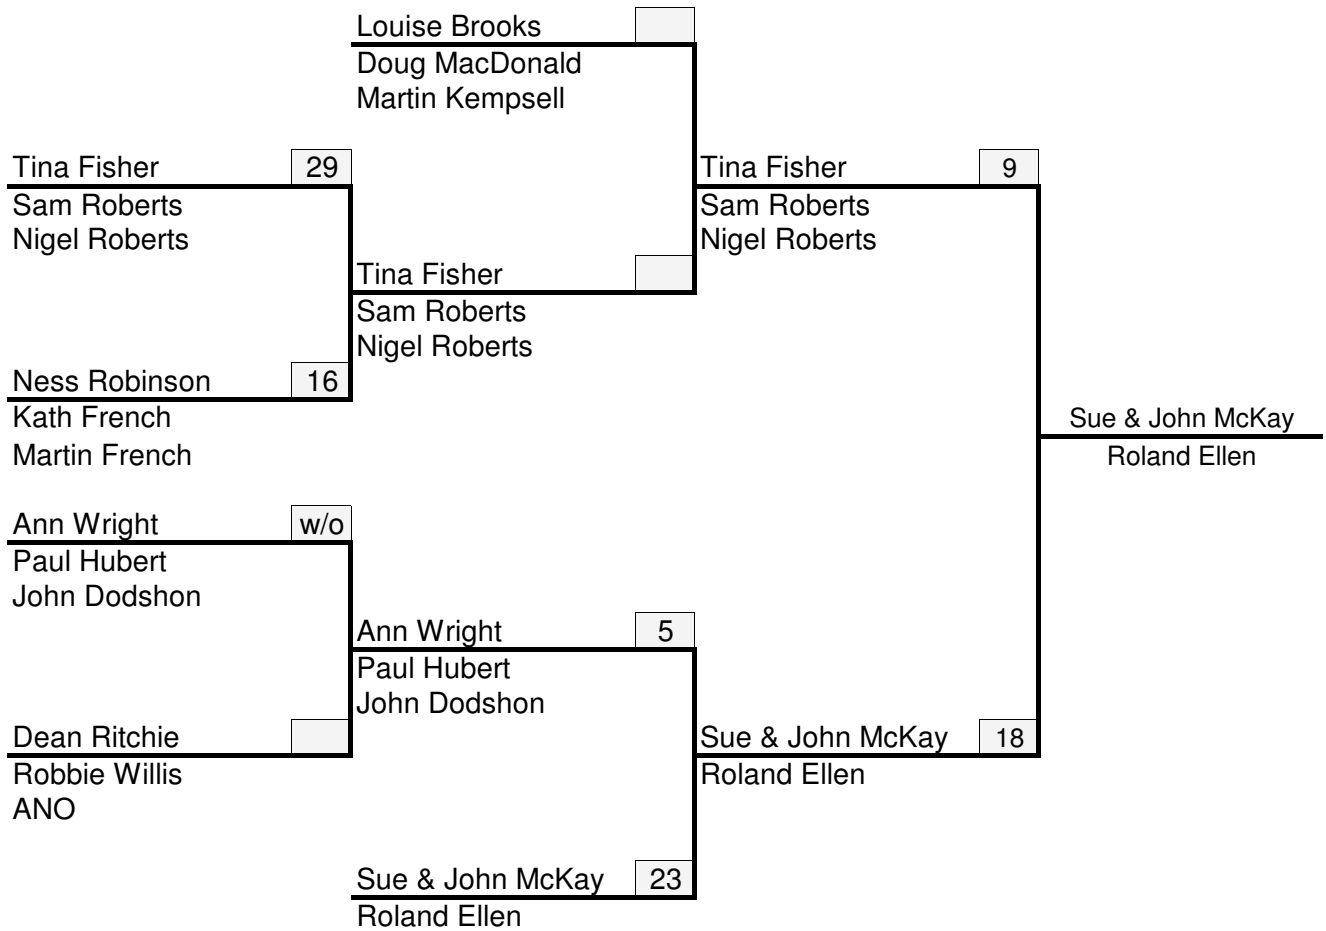 Louise Brooks
Doug MacDonald
Martin Kempsell
Tina Fisher 29
Sam Roberts
Nigel Roberts
Tina Fisher 9
Sam Roberts
Nigel Roberts
Tina Fisher
Sam Roberts
Nigel Roberts
Ness Robinson 16
Kath French
Martin French
Sue & John McKay
Roland Ellen
Ann Wright w/o
Paul Hubert
John Dodshon
Ann Wright 5
Paul Hubert
John Dodshon
Dean Ritchie
Robbie Willis
ANO
Sue & John McKay 18
Roland Ellen
Sue & John McKay 23
Roland Ellen